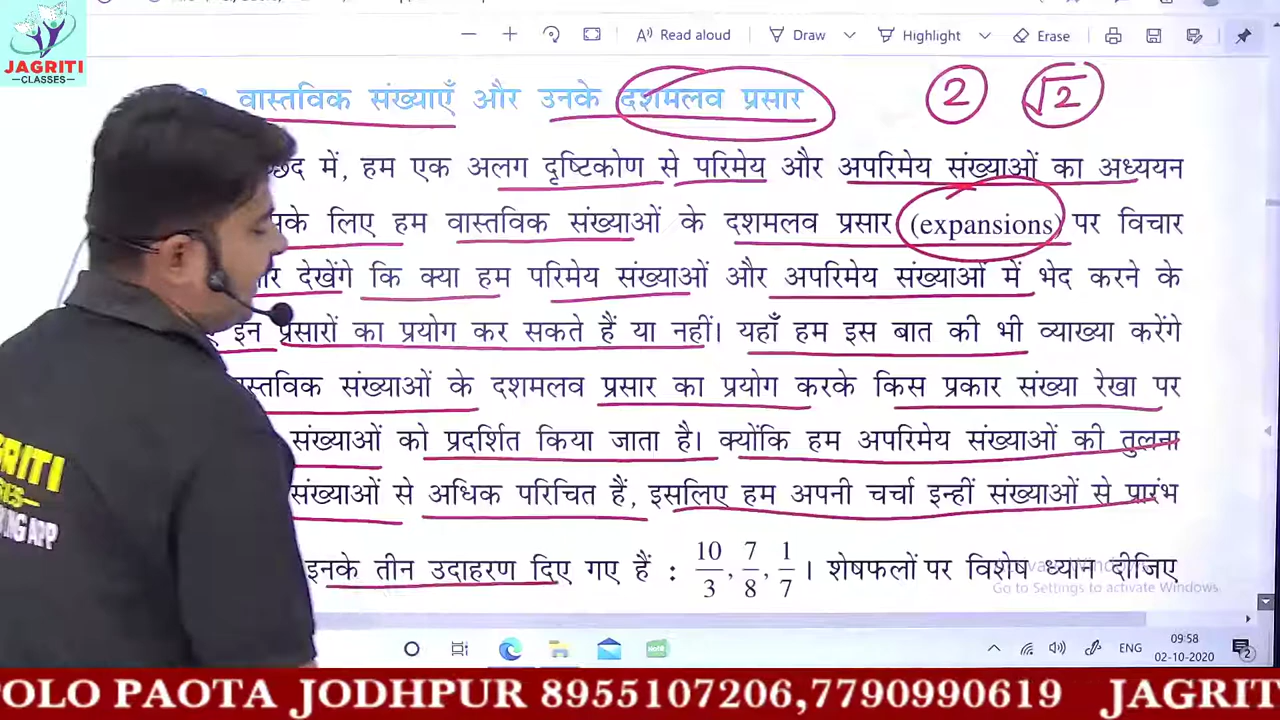 JAGRITI
CLASSES
Read aloud Draw Highlight Erase
वास्तविक संख्याएँ और उनके दशमलव प्रसार 2 √2
में, हम एक अलग दृष्टिकोण से परिमेय और अपरिमेय संख्याओं का अध्ययन
लिए हम वास्तविक संख्याओं के दशमलव प्रसार (expansions) पर विचार
देखेंगे कि क्या हम परिमेय संख्याओं और अपरिमेय संख्याओं में भेद करने के
इन प्रसारों का प्रयोग कर सकते हैं या नहीं। यहाँ हम इस बात की भी व्याख्या करेंगे
संख्याओं के दशमलव प्रसार का प्रयोग करके किस प्रकार संख्या रेखा पर
संख्याओं को प्रदर्शित किया जाता है। क्योंकि हम अपरिमेय संख्याओं की तुलना
संख्याओं से अधिक परिचित हैं, इसलिए हम अपनी चर्चा इन्हीं संख्याओं से प्रारंभ
इनके तीन उदाहरण दिए गए हैं : 10/3, 7/8, 1/7। शेषफलों पर विशेष ध्यान दीजिए
Go to Settings to activate Windows.
ENG 09:58
02-10-2020 2
APP
POLO PAOTA JODHPUR 8955107206,7790990619 JAGRIT